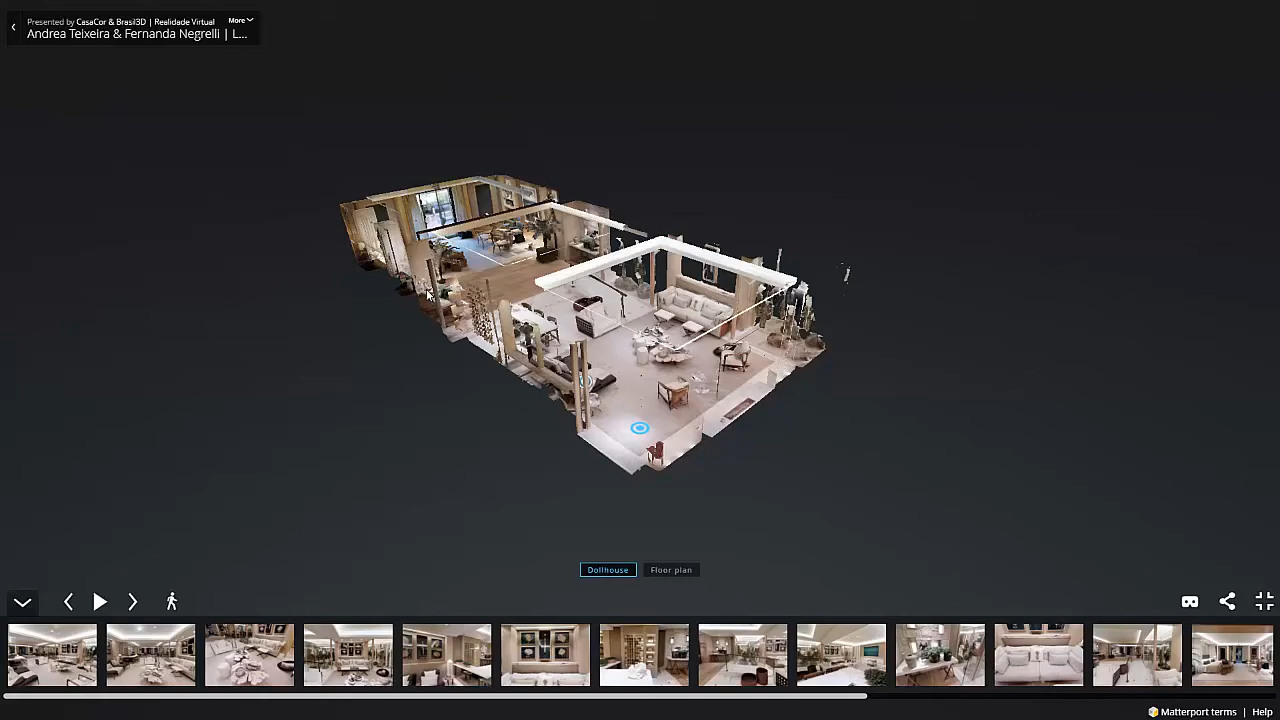 Presented by CasaCor & Brasil3D | Realidade Virtual More
Andrea Teixeira & Fernanda Negrelli | L...
Dollhouse Floor plan
Matterport terms | Help